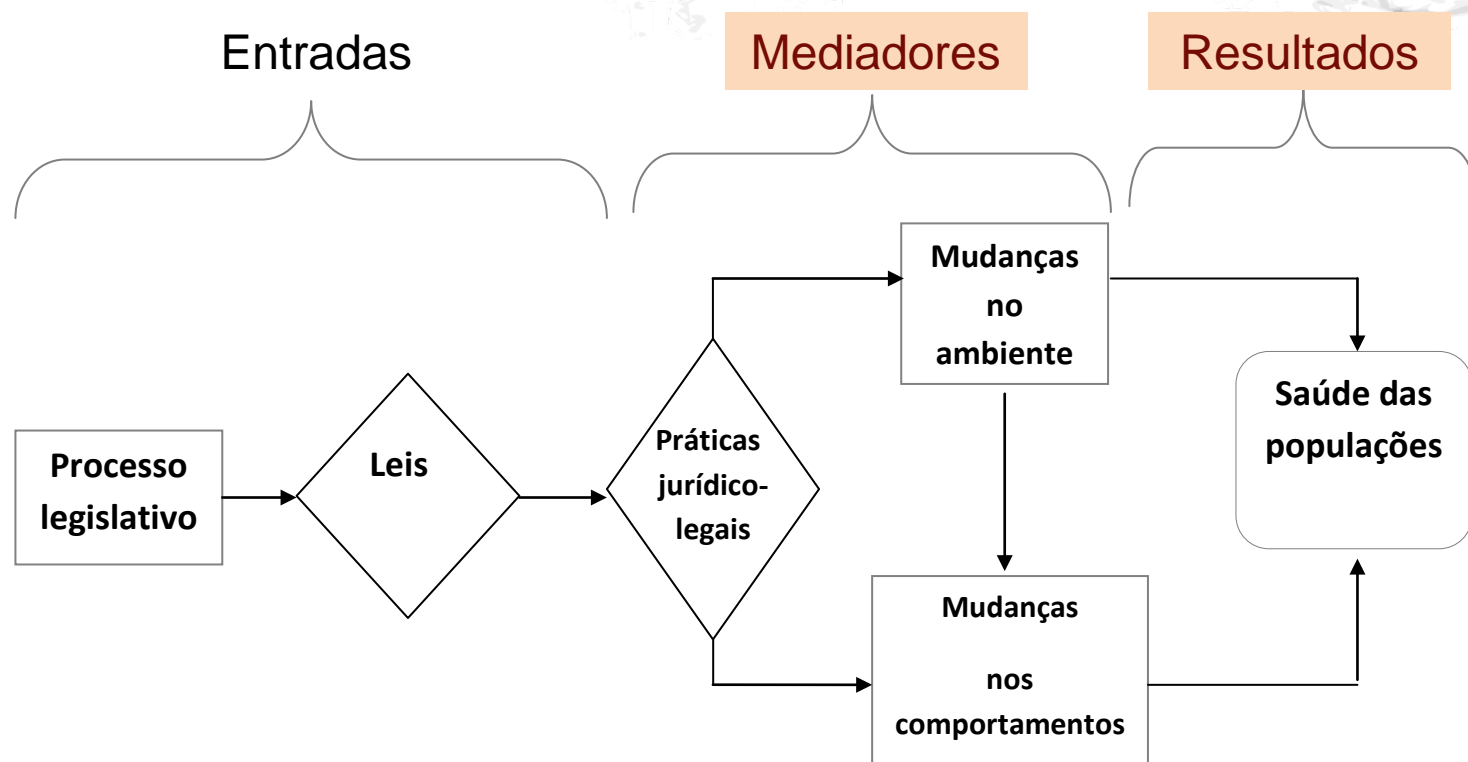 Entradas
Mediadores
Resultados
Processo
legislativo
Leis
Práticas
jurídico-
legais
Mudanças
no
ambiente
Mudanças
nos
comportamentos
Saúde das
populações